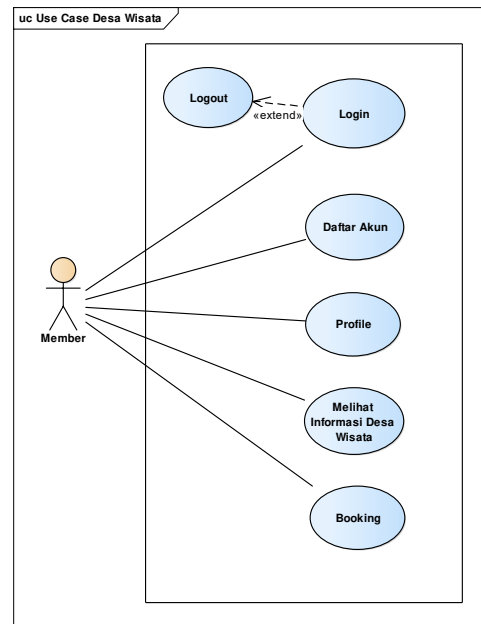 uc Use Case Desa Wisata
Logout
«extend»
Login
Daftar Akun
Profile
Member
Melihat
Informasi Desa
Wisata
Booking